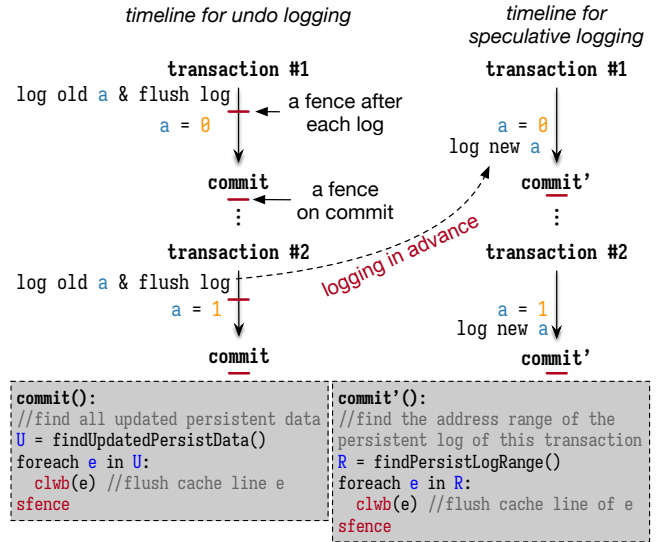 timeline for undo logging
transaction #1
log old a & flush log
a fence after
each log
a = 0
commit
a fence
on commit
⋮
transaction #2
log old a & flush log
a = 1
commit
logging in advance
timeline for
speculative logging
transaction #1
a = 0
log new a
commit'
⋮
transaction #2
a = 1
log new a
commit'
commit():
//find all updated persistent data
U = findUpdatedPersistData()
foreach e in U:
clwb(e) //flush cache line e
sfence
commit'():
//find the address range of the
persistent log of this transaction
R = findPersistLogRange()
foreach e in R:
clwb(e) //flush cache line of e
sfence